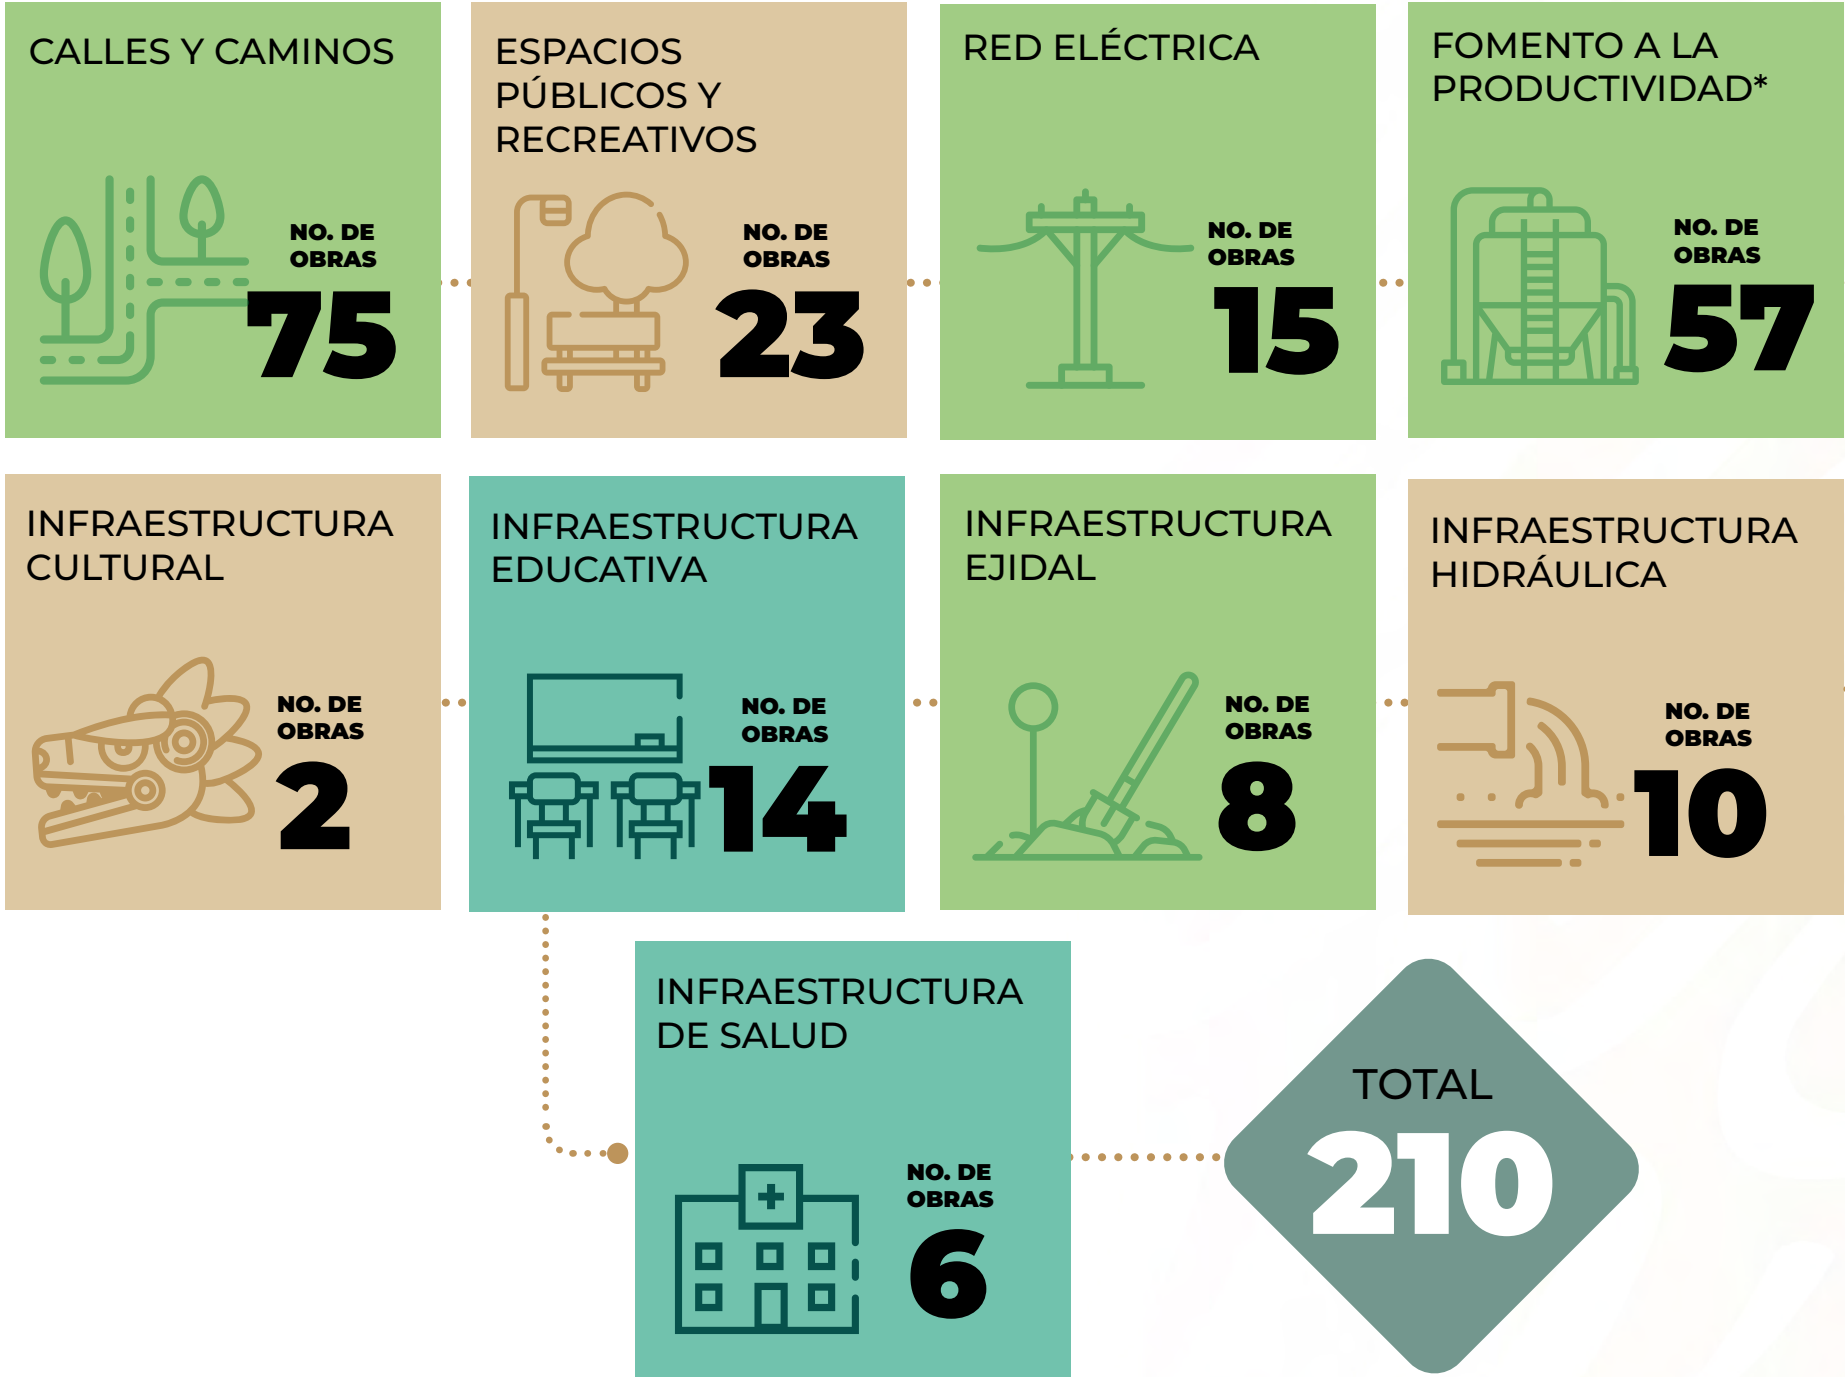 CALLES Y CAMINOS
NO. DE
OBRAS
75
ESPACIOS
PÚBLICOS Y
RECREATIVOS
NO. DE
OBRAS
23
RED ELÉCTRICA
NO. DE
OBRAS
15
FOMENTO A LA
PRODUCTIVIDAD*
NO. DE
OBRAS
57
INFRAESTRUCTURA
CULTURAL
NO. DE
OBRAS
2
INFRAESTRUCTURA
EDUCATIVA
NO. DE
OBRAS
14
INFRAESTRUCTURA
EJIDAL
NO. DE
OBRAS
8
INFRAESTRUCTURA
HIDRÁULICA
NO. DE
OBRAS
10
INFRAESTRUCTURA
DE SALUD
NO. DE
OBRAS
6
TOTAL
210